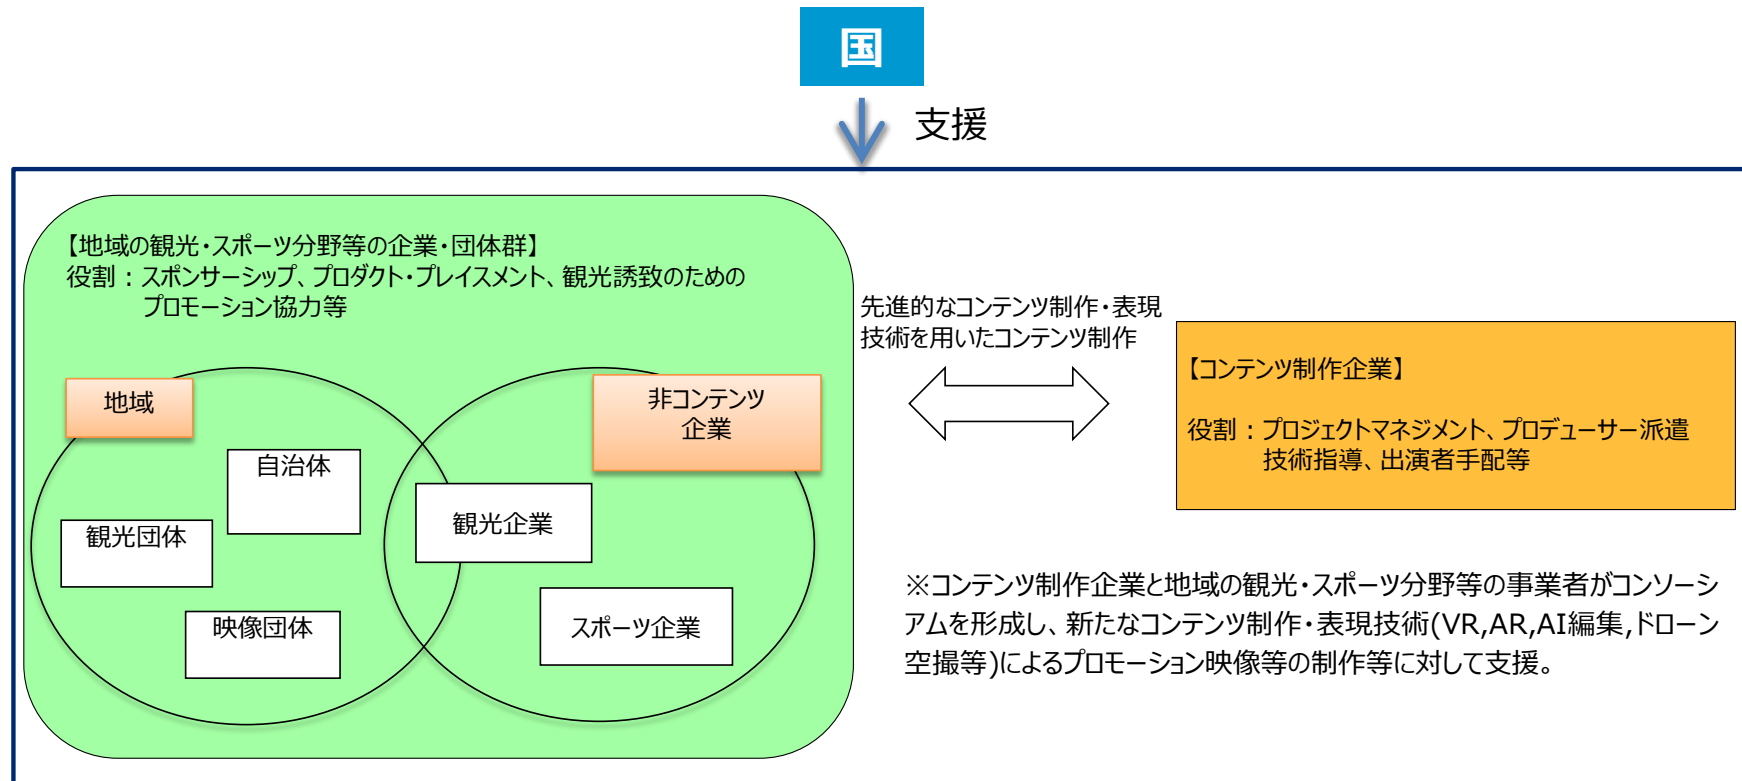 国
支援
【地域の観光・スポーツ分野等の企業・団体群】
役割：スポンサーシップ、プロダクト・プレイスメント、観光誘致のための
プロモーション協力等
地域
自治体
観光団体
映像団体
非コンテンツ
企業
観光企業
スポーツ企業
先進的なコンテンツ制作・表現
技術を用いたコンテンツ制作
【コンテンツ制作企業】
役割：プロジェクトマネジメント、プロデューサー派遣
技術指導、出演者手配等
※コンテンツ制作企業と地域の観光・スポーツ分野等の事業者がコンソーシ
アムを形成し、新たなコンテンツ制作・表現技術(VR,AR,AI編集,ドローン
空撮等)によるプロモーション映像等の制作等に対して支援。